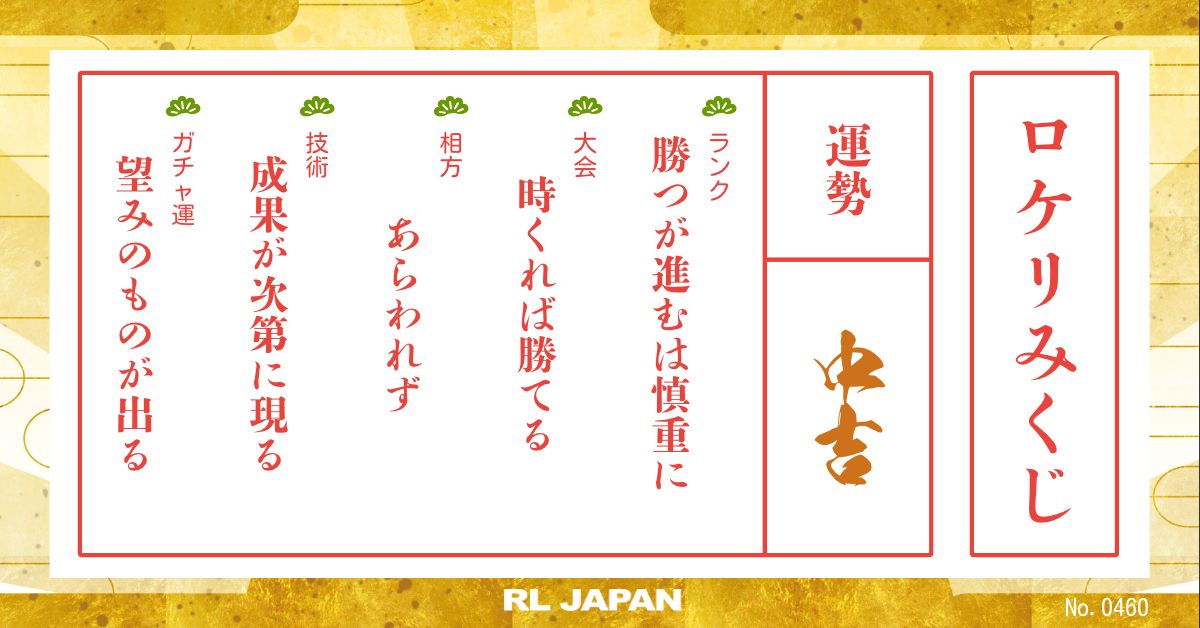 ロケリみくじ
運勢
中吉
ランク
勝つが進むは慎重に
大会
時くれば勝てる
相方
あらわれず
技術
成果が次第に現る
ガチャ運
望みのものが出る
RL JAPAN
No. 0460